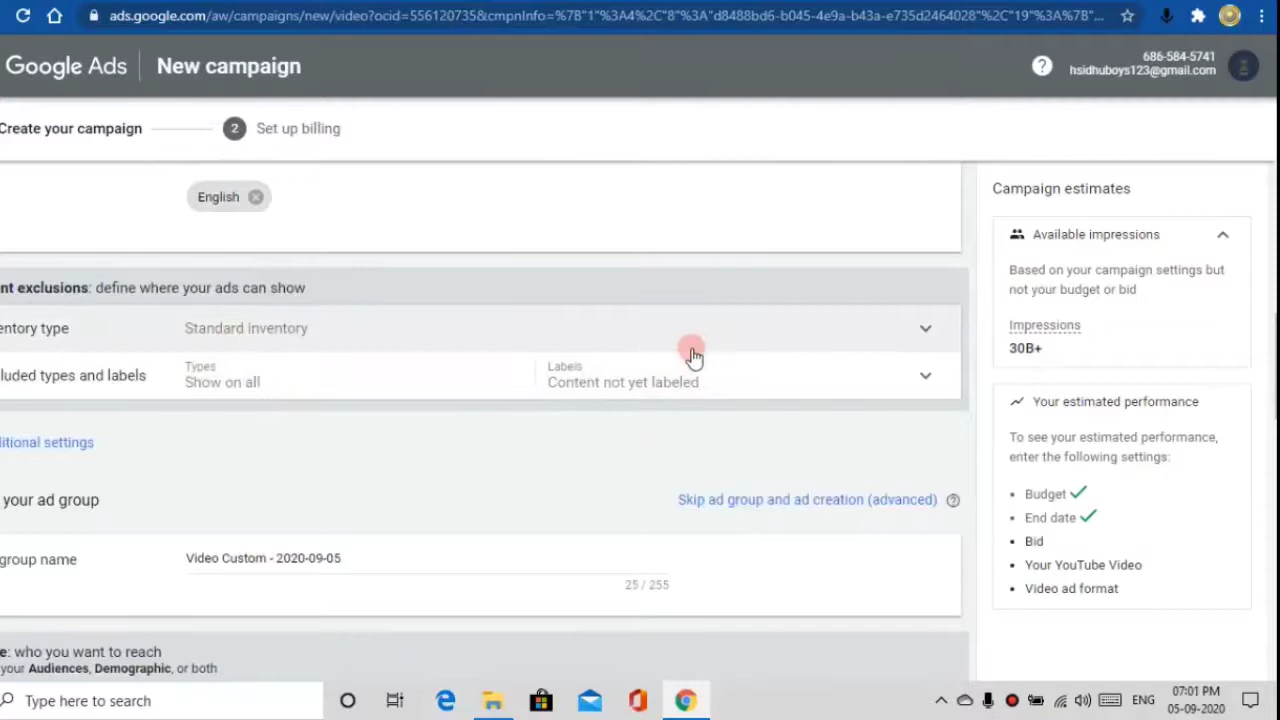 ads.google.com/aw/campaigns/new/video?ocid=556120735&cmpnInfo=%7B"1"%3A4%2C"8"%3A"d8488bd6-b045-4e9a-b43a-e735d2464028"%2C"19"%3A%7B"...
Google Ads New campaign
686-584-5741
hsidhuboys123@gmail.com
Create your campaign 2 Set up billing
English
Campaign estimates
Available impressions
Based on your campaign settings but
not your budget or bid
Impressions
30B+
nt exclusions: define where your ads can show
entory type Standard inventory
luded types and labels
Types
Show on all
Labels
Content not yet labeled
Your estimated performance
To see your estimated performance,
enter the following settings:
• Budget
• End date
• Bid
• Your YouTube Video
• Video ad format
litional settings
your ad group Skip ad group and ad creation (advanced)
group name Video Custom - 2020-09-05
25 / 255
e: who you want to reach
your Audiences, Demographic, or both
Type here to search
ENG
07:01 PM
05-09-2020